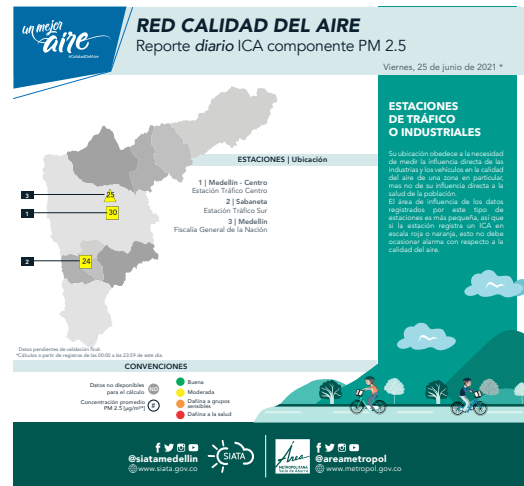 un mejor
aire
#CalidadDelAire
RED CALIDAD DEL AIRE
Reporte diario ICA componente PM 2.5
Viernes, 25 de junio de 2021 *
ESTACIONES | Ubicación
1 | Medellín - Centro
Estación Tráfico Centro
2 | Sabaneta
Estación Tráfico Sur
3 | Medellín
Fiscalía General de la Nación
3
25
1
30
2
24
ESTACIONES
DE TRÁFICO
O INDUSTRIALES
Su ubicación obedece a la necesidad
de medir la influencia directa de las
industrias y los vehículos en la calidad
del aire de una zona en particular,
mas no de su influencia directa a la
salud de la población.
El área de influencia de los datos
registrados por este tipo de
estaciones es más pequeña, así que
si la estación registra un ICA en
escala roja o naranja, esto no debe
ocasionar alarma con respecto a la
calidad del aire.
Datos pendientes de validación final.
*Cálculos a partir de registros de las 00:00 a las 23:59 de este día.
CONVENCIONES
Datos no disponibles
para el cálculo
ND
Concentración promedio
PM 2.5 [µg/m³*]
#
Buena
Moderada
Dañina a grupos
sensibles
Dañina a la salud
@siatamedellin
www.siata.gov.co
SIATA
Área
METROPOLITANA
Valle de Aburrá
@areametropol
www.metropol.gov.co